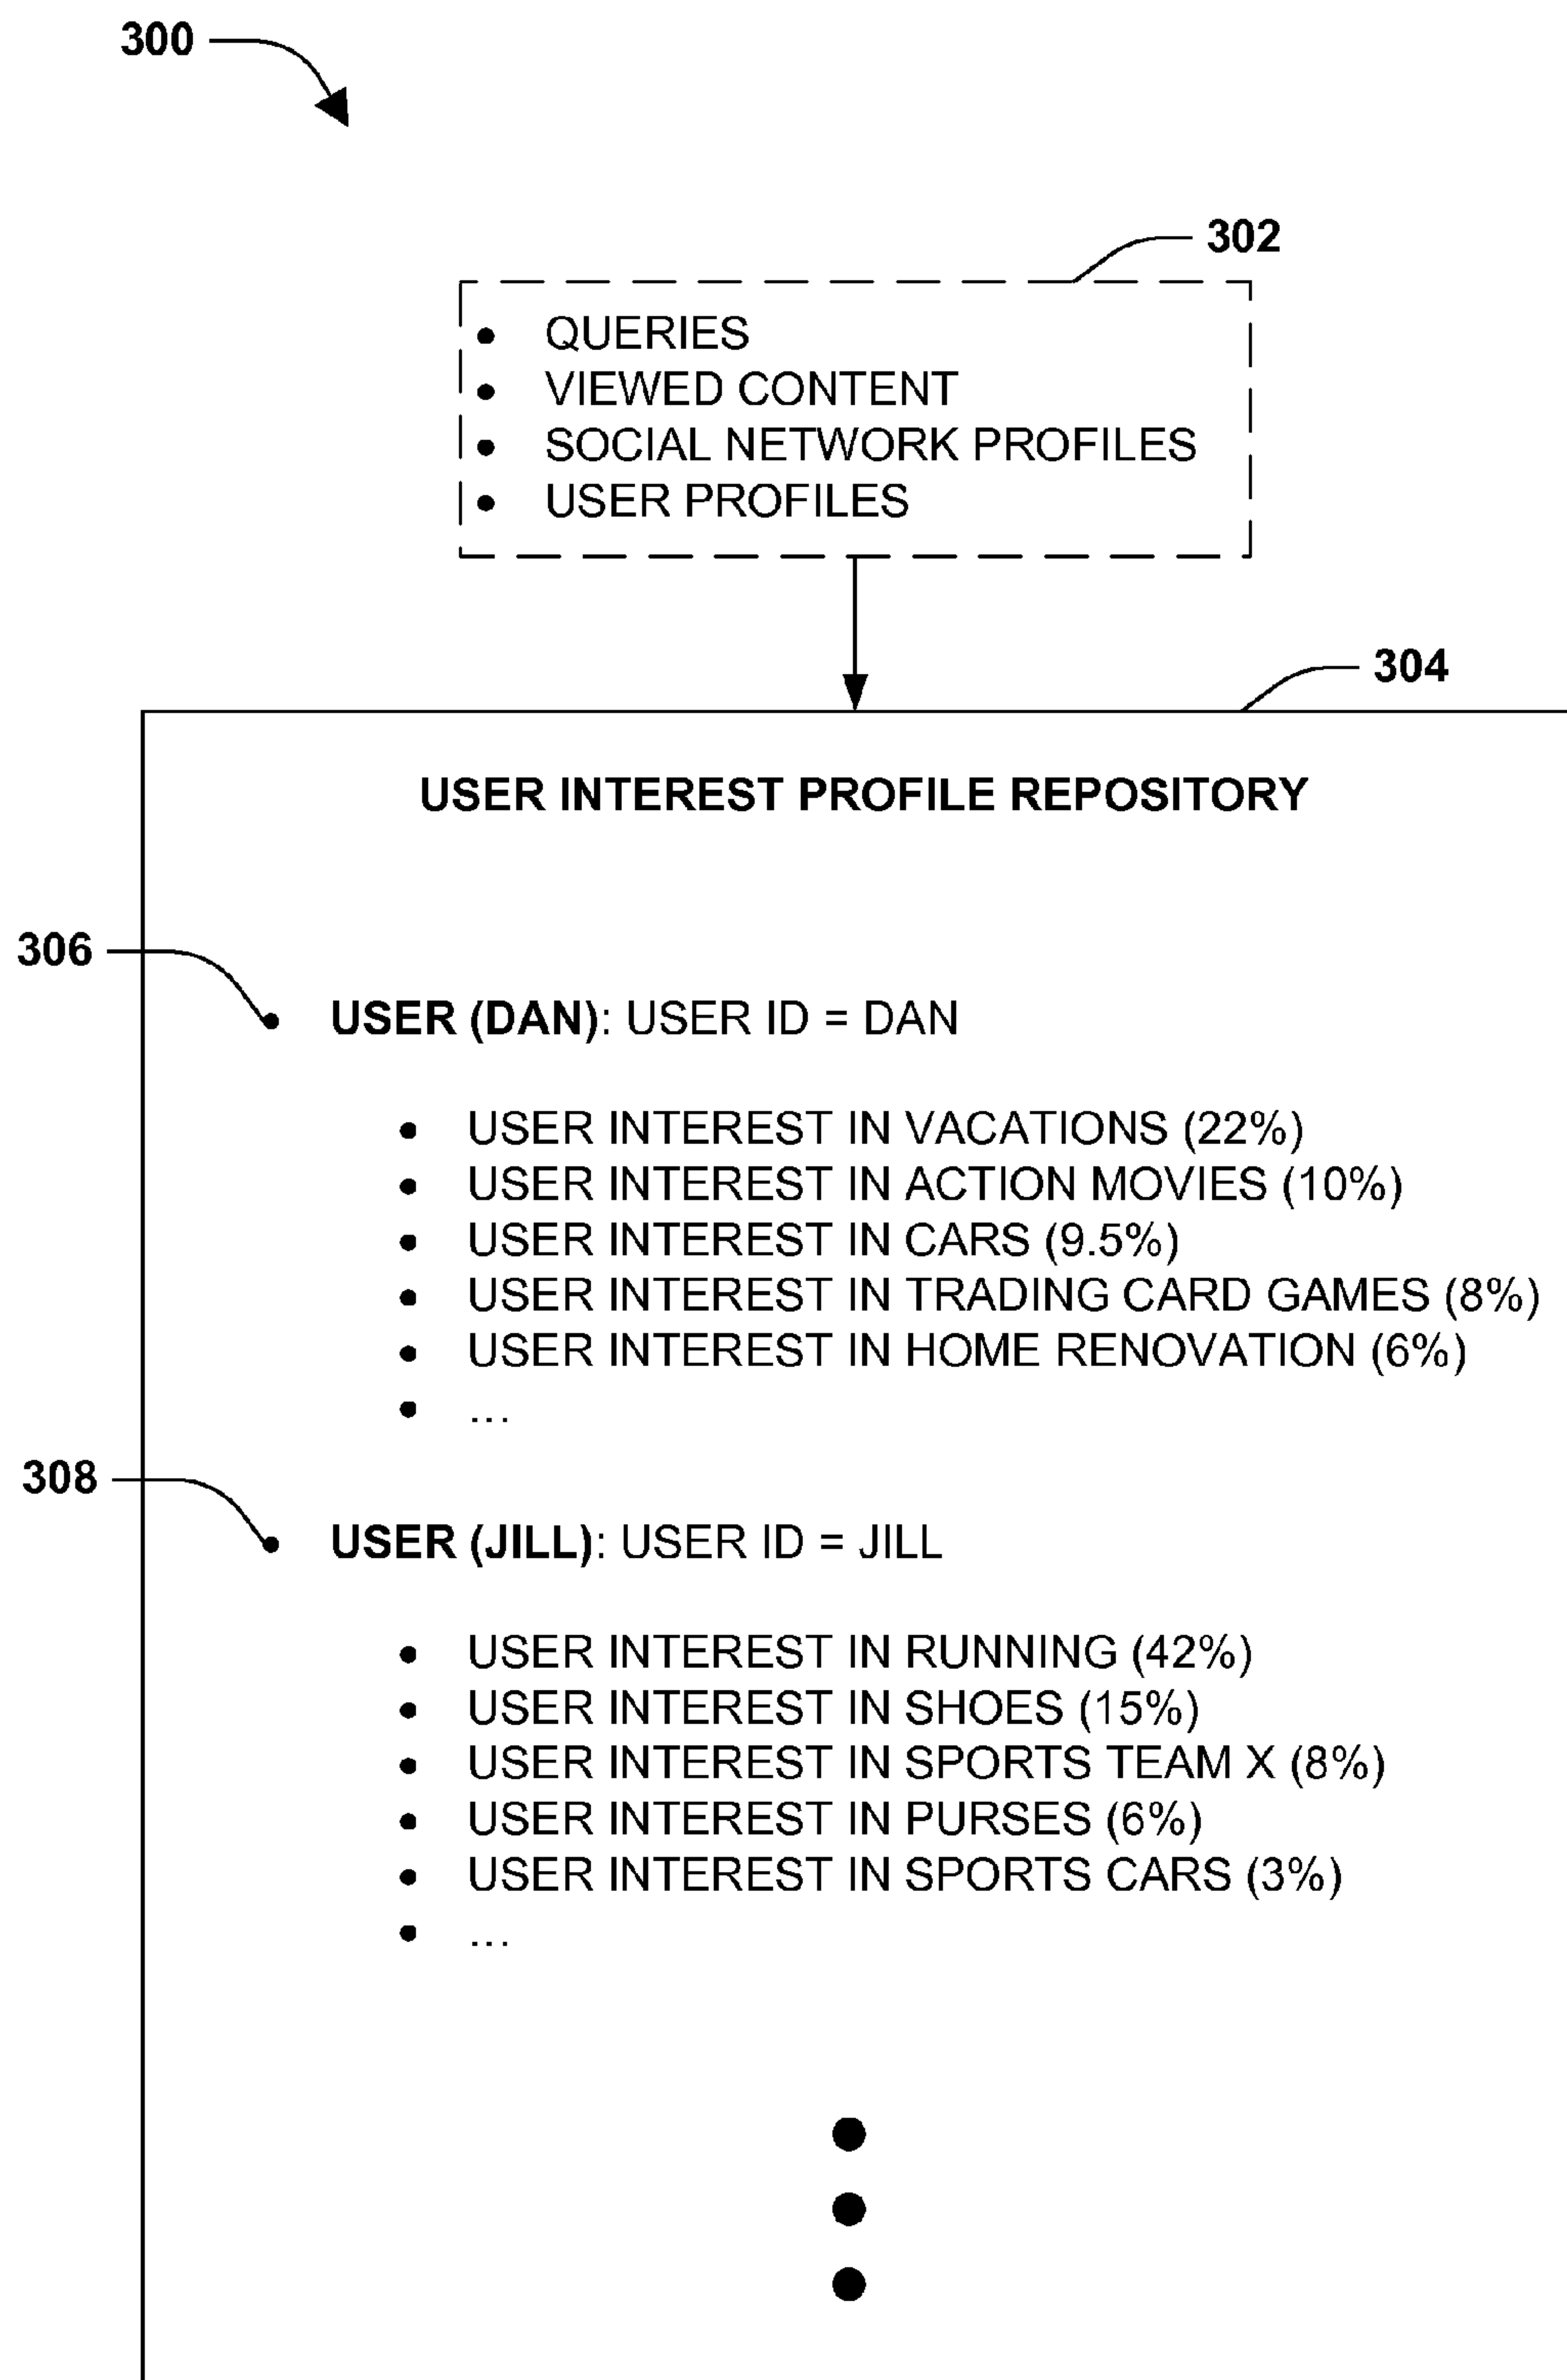 300
302
• QUERIES
• VIEWED CONTENT
• SOCIAL NETWORK PROFILES
• USER PROFILES
304
USER INTEREST PROFILE REPOSITORY
306
• USER (DAN): USER ID = DAN
• USER INTEREST IN VACATIONS (22%)
• USER INTEREST IN ACTION MOVIES (10%)
• USER INTEREST IN CARS (9.5%)
• USER INTEREST IN TRADING CARD GAMES (8%)
• USER INTEREST IN HOME RENOVATION (6%)
• ...
308
• USER (JILL): USER ID = JILL
• USER INTEREST IN RUNNING (42%)
• USER INTEREST IN SHOES (15%)
• USER INTEREST IN SPORTS TEAM X (8%)
• USER INTEREST IN PURSES (6%)
• USER INTEREST IN SPORTS CARS (3%)
• ...